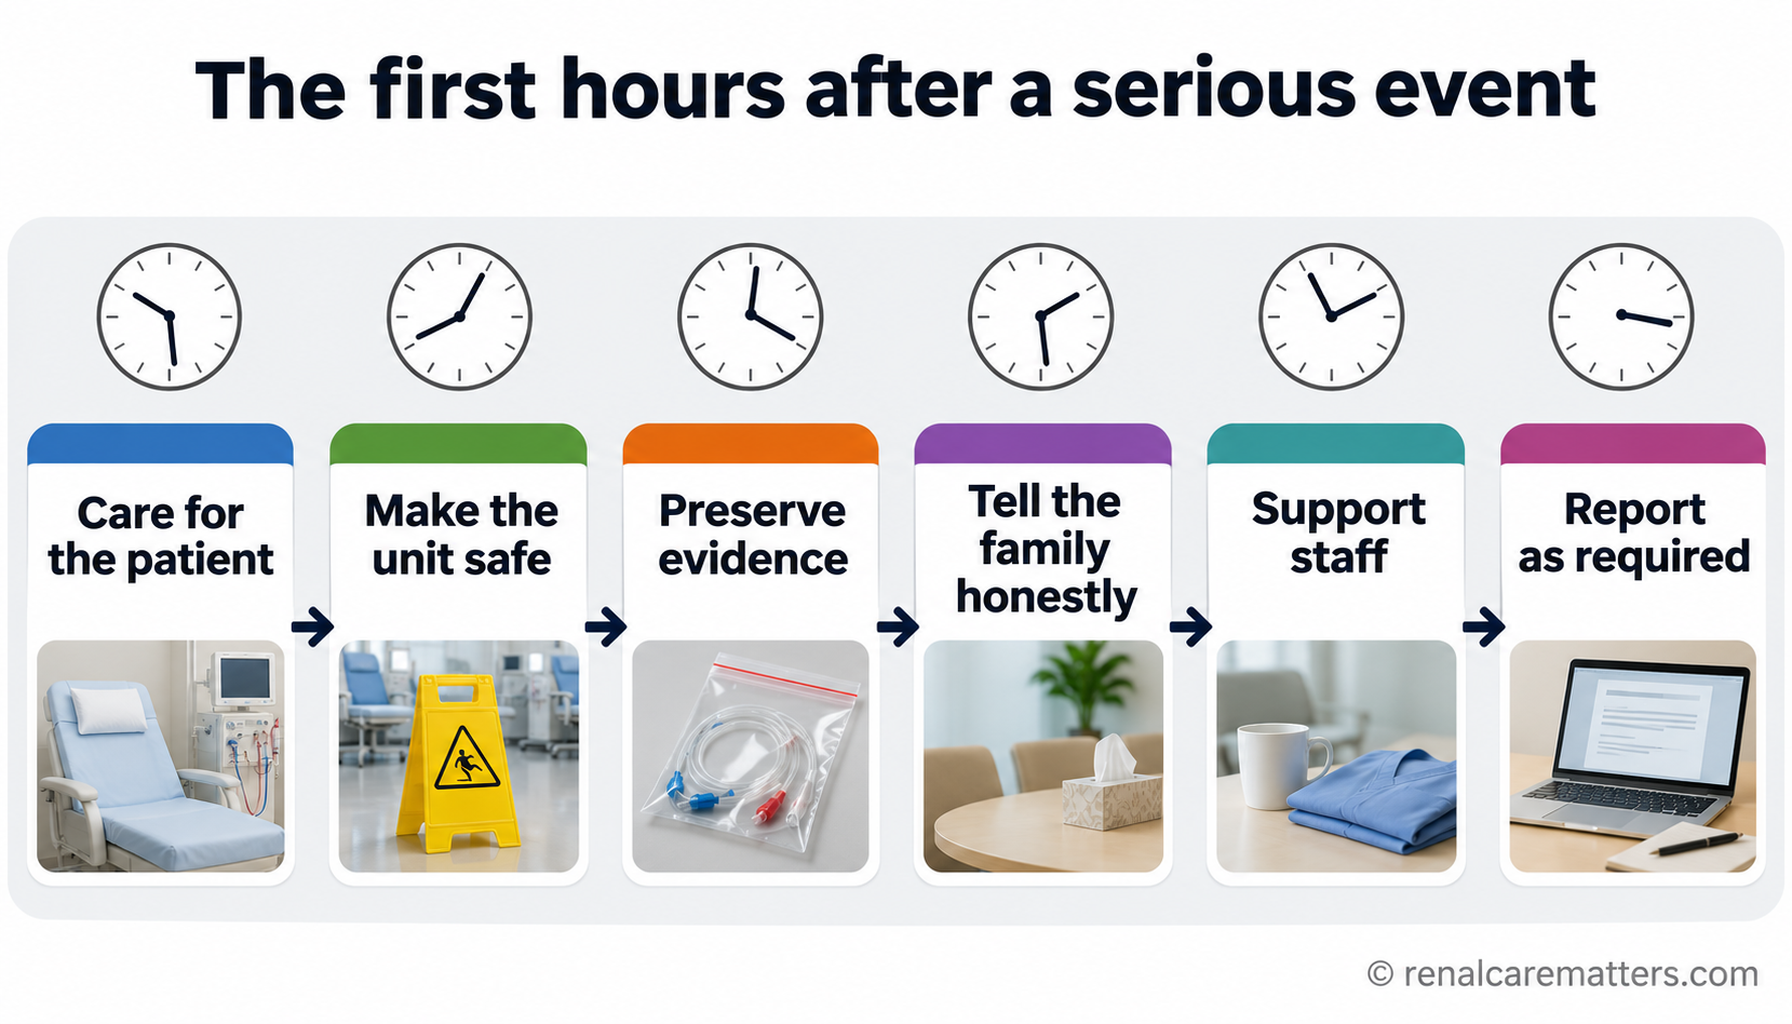 The first hours after a serious event
Care for
the patient
Make the
unit safe
Preserve
evidence
Tell the
family
honestly
Support
staff
Report
as required
© renalcarematters.com